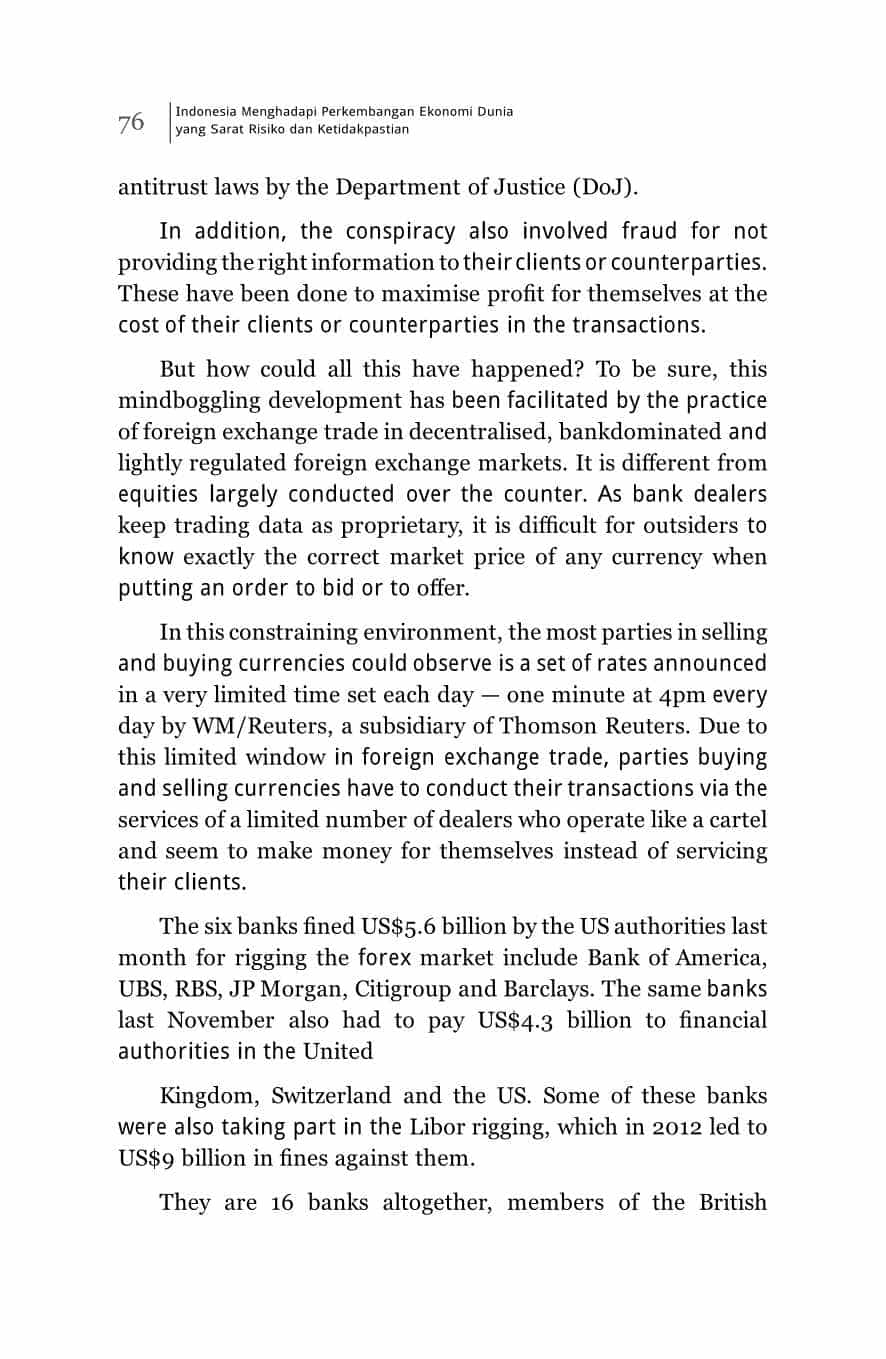 76
Indonesia Menghadapi Perkembangan Ekonomi Dunia
yang Sarat Risiko dan Ketidakpastian
antitrust laws by the Department of Justice (DoJ).
In addition, the conspiracy also involved fraud for not
providing the right information to their clients or counterparties.
These have been done to maximise profit for themselves at the
cost of their clients or counterparties in the transactions.
But how could all this have happened? To be sure, this
mindboggling development has been facilitated by the practice
of foreign exchange trade in decentralised, bankdominated and
lightly regulated foreign exchange markets. It is different from
equities largely conducted over the counter. As bank dealers
keep trading data as proprietary, it is difficult for outsiders to
know exactly the correct market price of any currency when
putting an order to bid or to offer.
In this constraining environment, the most parties in selling
and buying currencies could observe is a set of rates announced
in a very limited time set each day — one minute at 4pm every
day by WM/Reuters, a subsidiary of Thomson Reuters. Due to
this limited window in foreign exchange trade, parties buying
and selling currencies have to conduct their transactions via the
services of a limited number of dealers who operate like a cartel
and seem to make money for themselves instead of servicing
their clients.
The six banks fined US$5.6 billion by the US authorities last
month for rigging the forex market include Bank of America,
UBS, RBS, JP Morgan, Citigroup and Barclays. The same banks
last November also had to pay US$4.3 billion to financial
authorities in the United
Kingdom, Switzerland and the US. Some of these banks
were also taking part in the Libor rigging, which in 2012 led to
US$9 billion in fines against them.
They are 16 banks altogether, members of the British